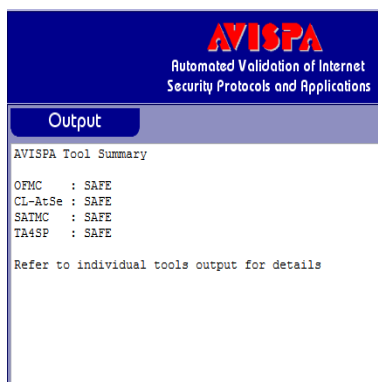 AVISPA
Automated Validation of Internet
Security Protocols and Applications
Output
AVISPA Tool Summary
OFMC : SAFE
CL-AtSe : SAFE
SATMC : SAFE
TA4SP : SAFE
Refer to individual tools output for details